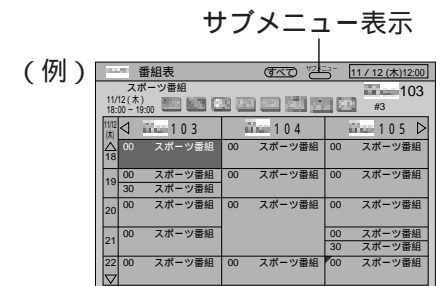 サブメニュー表示
（例）
番組表 すべて サブメニュー 11 / 12 (木)12:00
スポーツ番組
11/12 (木)
18:00 – 19:00
103
#3
11/12 (木)
103 104 105
18 00 スポーツ番組 00 スポーツ番組 00 スポーツ番組
19 00 スポーツ番組 00 スポーツ番組 00 スポーツ番組
30 スポーツ番組
20 00 スポーツ番組 00 スポーツ番組 00 スポーツ番組
21 00 スポーツ番組 00 スポーツ番組
30 スポーツ番組
22 00 スポーツ番組 00 スポーツ番組 00 スポーツ番組